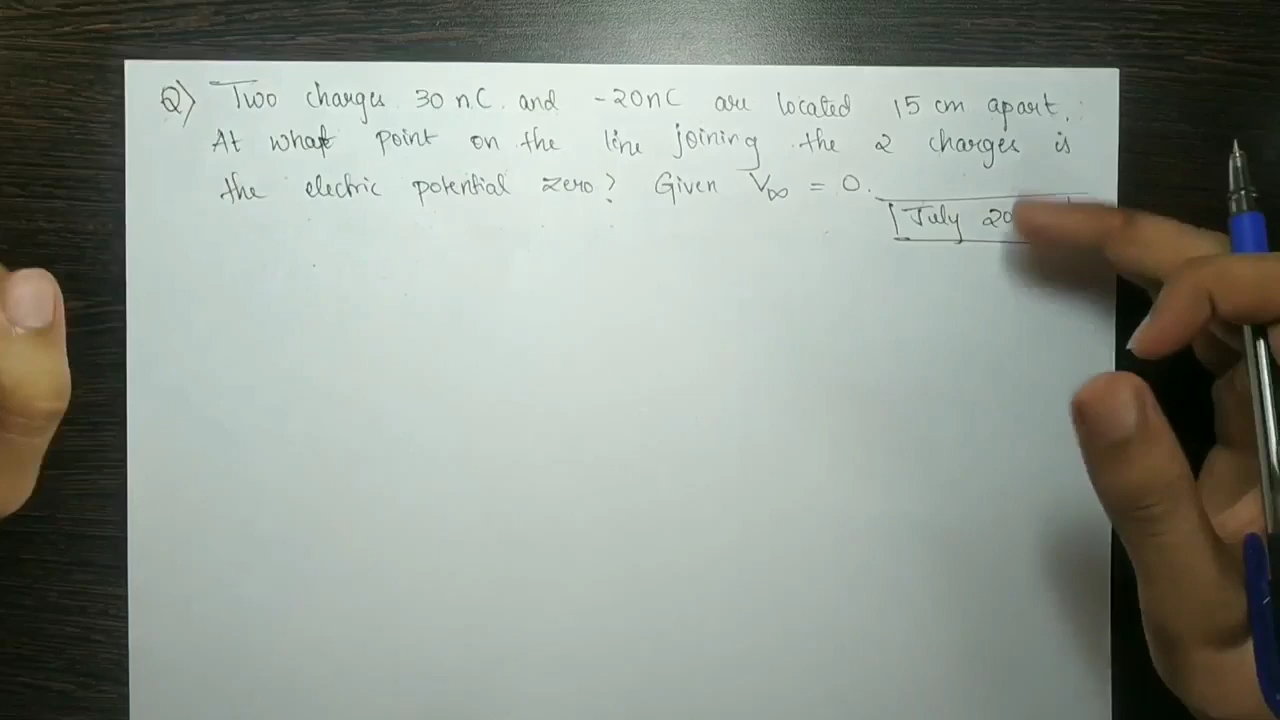 Q) Two charges 30 nC and -20nC are located 15 cm apart.
At what point on the line joining the 2 charges is
the electric potential zero? Given V∞ = 0.
July